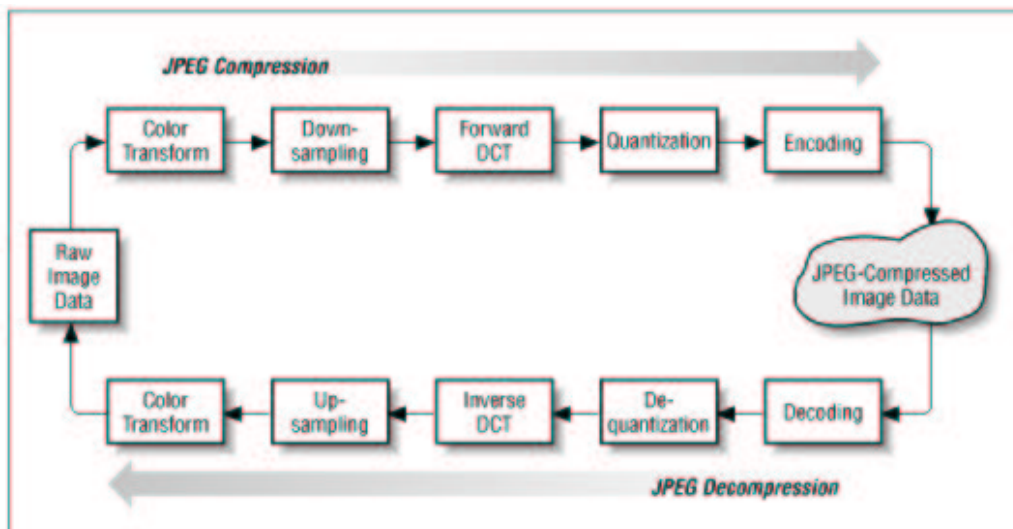 JPEG Compression
Color
Transform
Down-
sampling
Forward
DCT
Quantization
Encoding
Raw
Image
Data
JPEG-Compressed
Image Data
Color
Transform
Up-
sampling
Inverse
DCT
De-
quantization
Decoding
JPEG Decompression